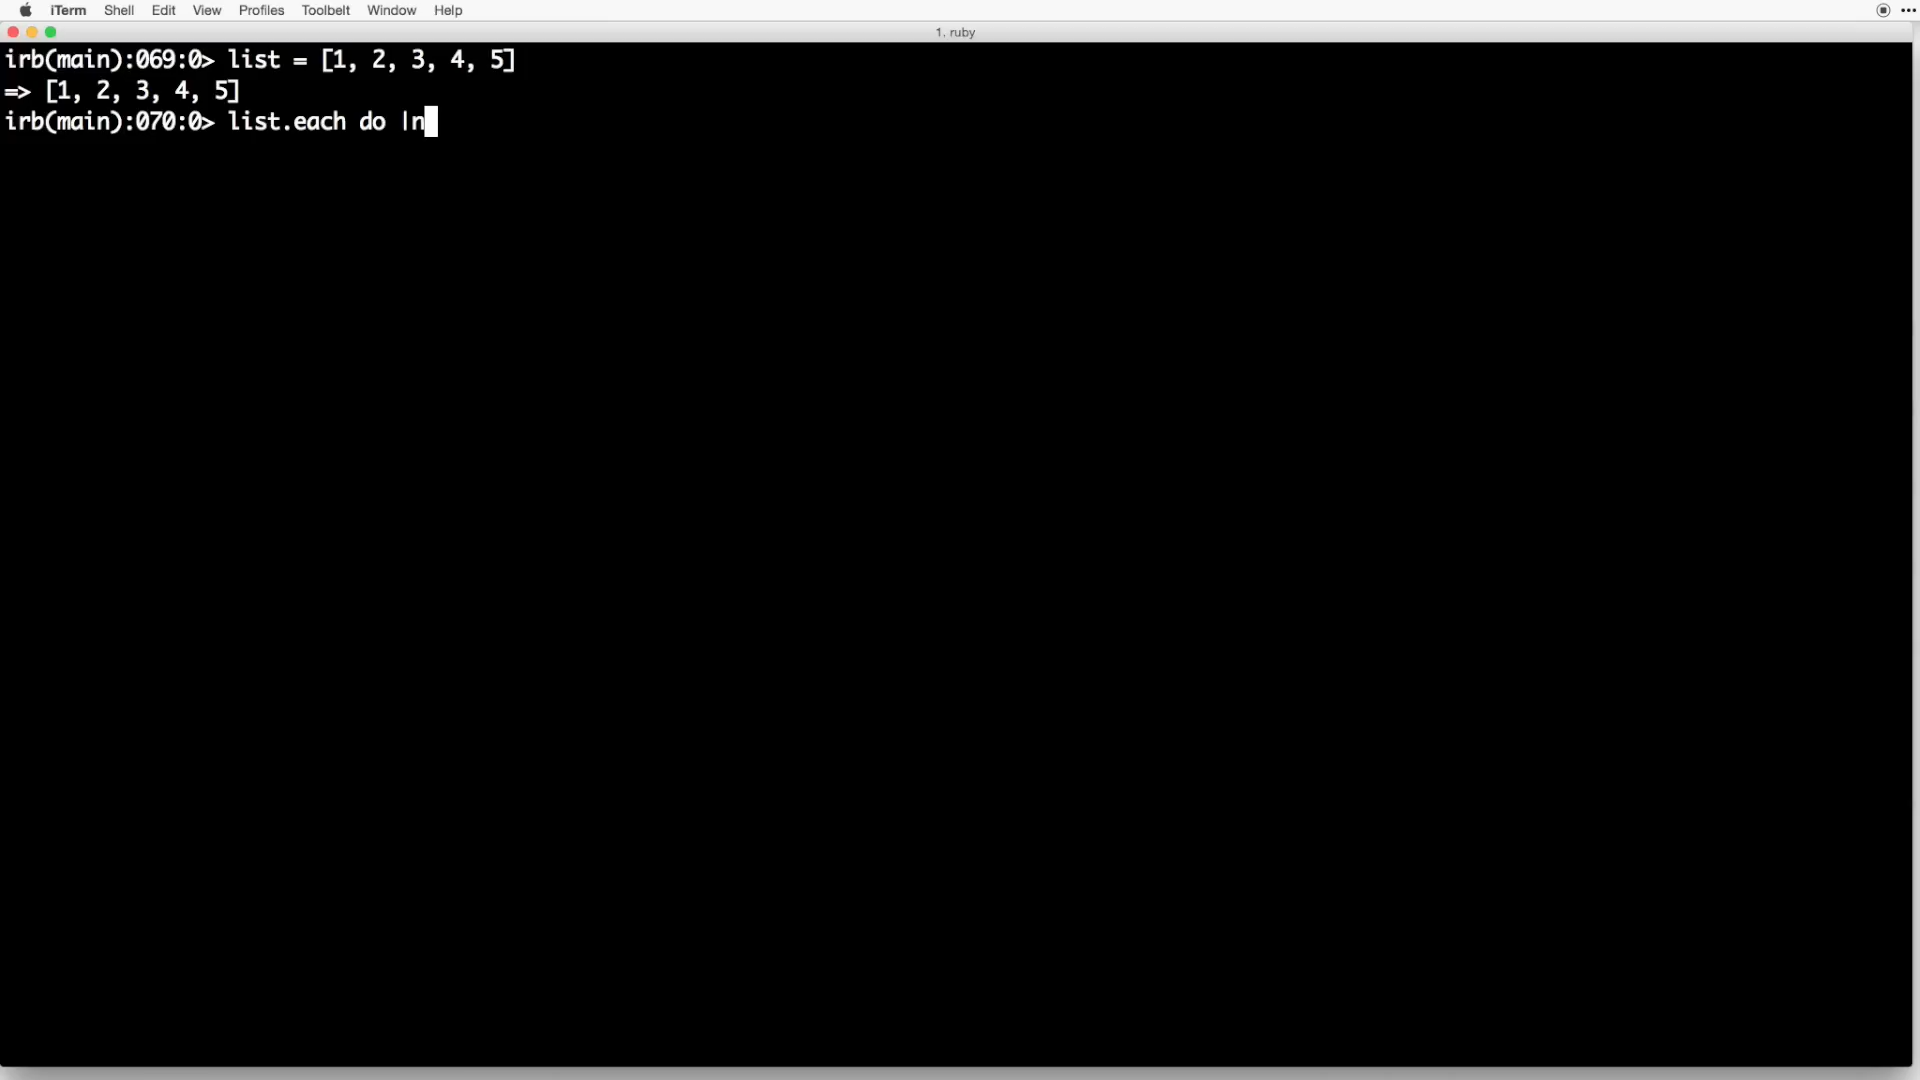 iTerm Shell Edit View Profiles Toolbelt Window Help
1. ruby
irb(main):069:0> list = [1, 2, 3, 4, 5]
=> [1, 2, 3, 4, 5]
irb(main):070:0> list.each do |n